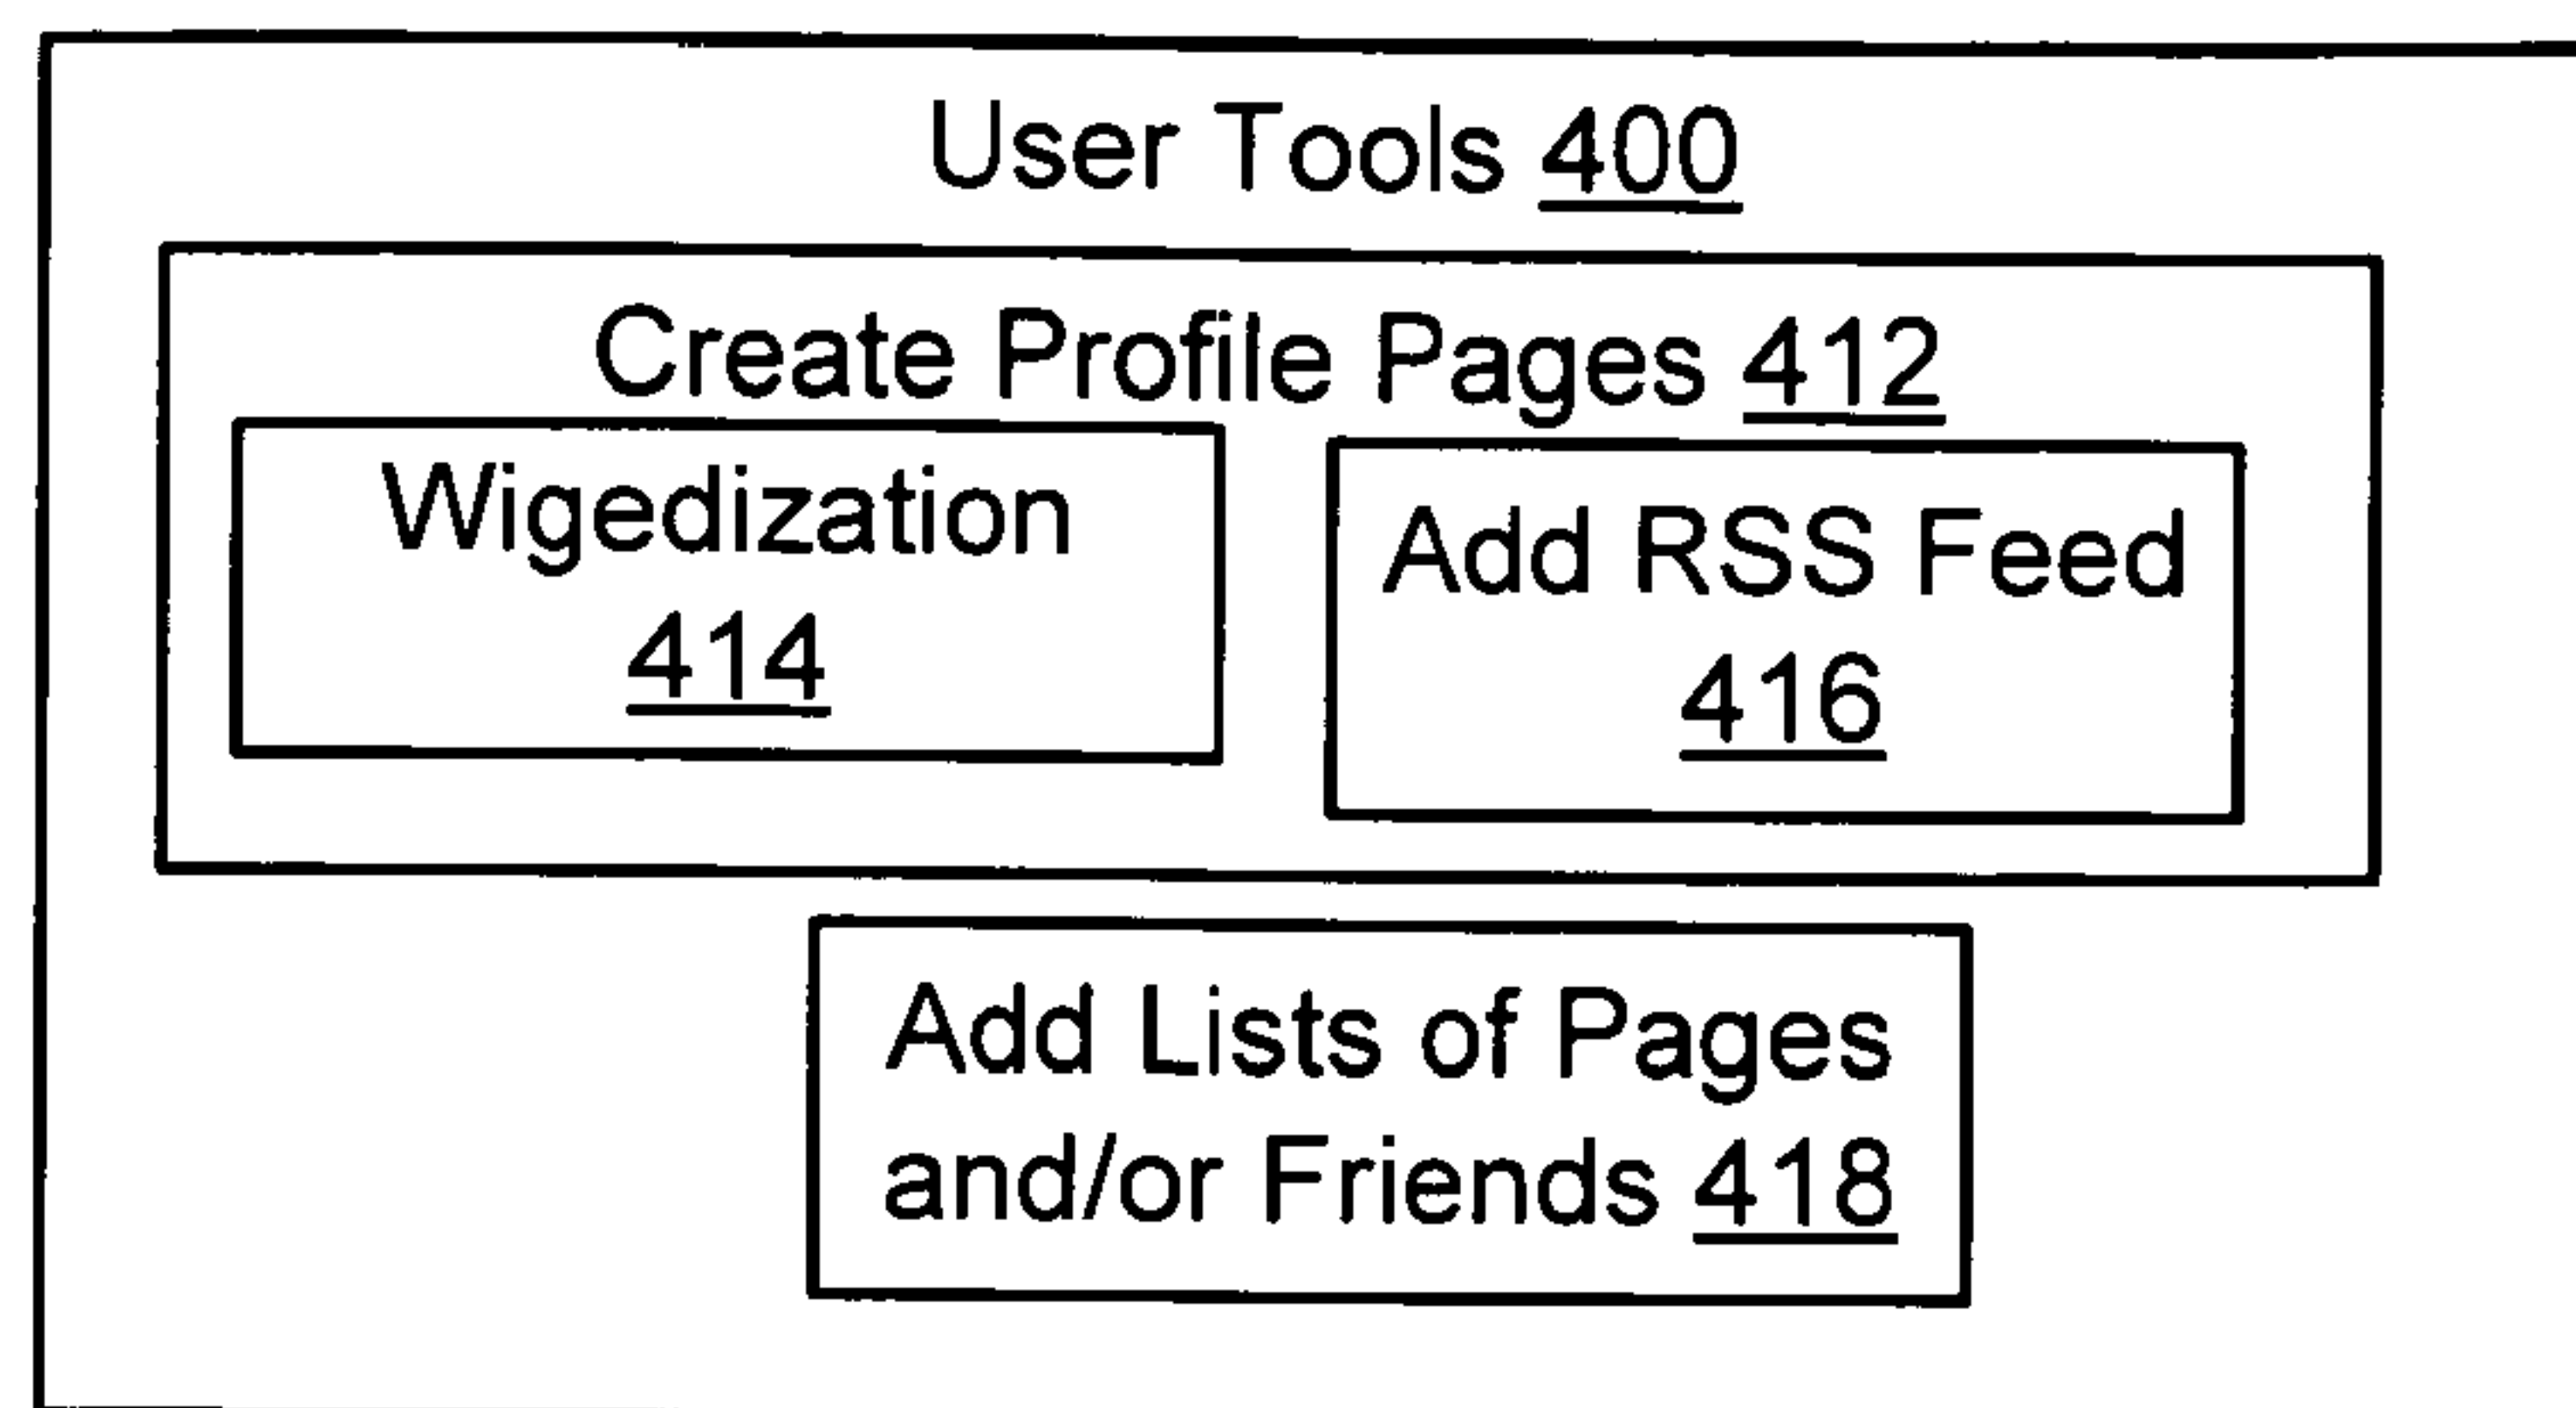 User Tools 400
Create Profile Pages 412
Wigedization
414
Add RSS Feed
416
Add Lists of Pages
and/or Friends 418